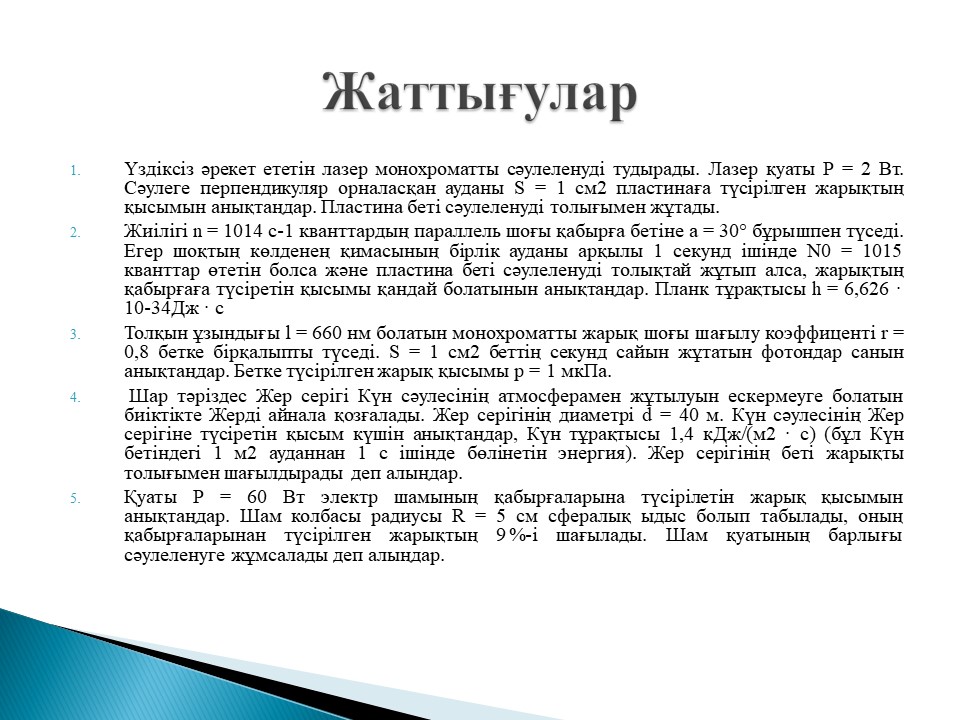 Жаттығулар
1. Үздіксіз әрекет ететін лазер монохроматты сәулеленуді тудырады. Лазер қуаты P = 2 Вт.
Сәулеге перпендикуляр орналасқан ауданы S = 1 см2 пластинаға түсірілген жарықтың
қысымын анықтаңдар. Пластина беті сәулеленуді толығымен жұтады.
2. Жиілігі n = 1014 с-1 кванттардың параллель шоғы қабырға бетіне a = 30° бұрышпен түседі.
Егер шоқтың көлденең қимасының бірлік ауданы арқылы 1 секунд ішінде N0 = 1015
кванттар өтетін болса және пластина беті сәулеленуді толықтай жұтып алса, жарықтың
қабырғаға түсіретін қысымы қандай болатынын анықтаңдар. Планк тұрақтысы h = 6,626 ·
10-34Дж · с
3. Толқын ұзындығы l = 660 нм болатын монохроматты жарық шоғы шағылу коэффиценті r =
0,8 бетке бірқалыпты түседі. S = 1 см2 беттің секунд сайын жұтатын фотондар санын
анықтаңдар. Бетке түсірілген жарық қысымы p = 1 мкПа.
4. Шар тәріздес Жер серігі Күн сәулесінің атмосферамен жұтылуын ескермеуге болатын
биіктікте Жерді айнала қозғалады. Жер серігінің диаметрі d = 40 м. Күн сәулесінің Жер
серігіне түсіретін қысым күшін анықтаңдар, Күн тұрақтысы 1,4 кДж/(м2 · с) (бұл Күн
бетіндегі 1 м2 ауданнан 1 с ішінде бөлінетін энергия). Жер серігінің беті жарықты
толығымен шағылдырады деп алыңдар.
5. Қуаты P = 60 Вт электр шамының қабырғаларына түсірілетін жарық қысымын
анықтаңдар. Шам колбасы радиусы R = 5 см сфералық ыдыс болып табылады, оның
қабырғаларынан түсірілген жарықтың 9%-і шағылады. Шам қуатының барлығы
сәулеленуге жұмсалады деп алыңдар.